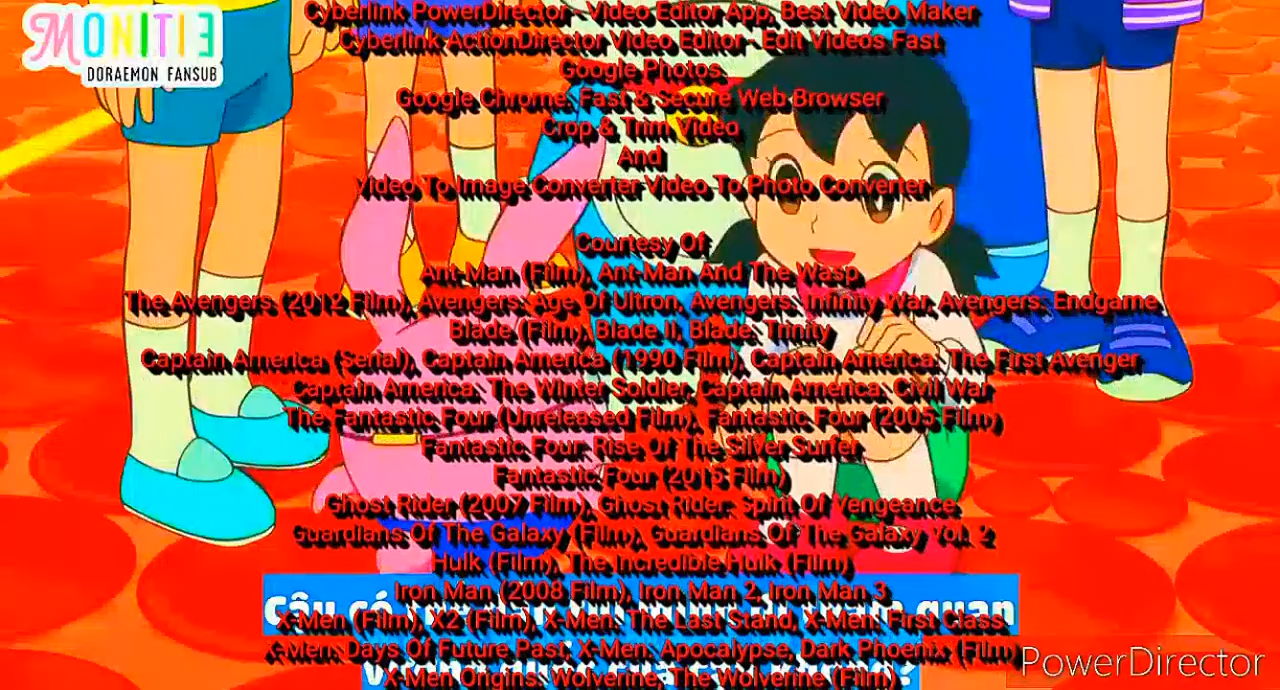 MONITIE
DORAEMON FANSUB
Cyberlink PowerDirector - Video Editor App, Best Video Maker
Cyberlink ActionDirector Video Editor - Edit Videos Fast
Google Photos
Google Chrome: Fast & Secure Web Browser
Crop & Trim Video
And
Video To Image Converter Video To Photo Converter
Courtesy Of
Ant-Man (Film), Ant-Man And The Wasp
The Avengers (2012 Film), Avengers: Age Of Ultron, Avengers: Infinity War, Avengers: Endgame
Blade (Film), Blade II, Blade: Trinity
Captain America (Serial), Captain America (1990 Film), Captain America: The First Avenger
Captain America: The Winter Soldier, Captain America: Civil War
The Fantastic Four (Unreleased Film), Fantastic Four (2005 Film)
Fantastic Four: Rise Of The Silver Surfer
Fantastic Four (2015 Film)
Ghost Rider (2007 Film), Ghost Rider: Spirit Of Vengeance
Guardians Of The Galaxy (Film), Guardians Of The Galaxy Vol. 2
Hulk (Film), The Incredible Hulk (Film)
Iron Man (2008 Film), Iron Man 2, Iron Man 3
Cậu có quan
X-Men (Film), X2 (Film), X-Men: The Last Stand, X-Men: First Class
X-Men: Days Of Future Past, X-Men: Apocalypse, Dark Phoenix (Film)
X-Men Origins: Wolverine, The Wolverine (Film)
PowerDirector